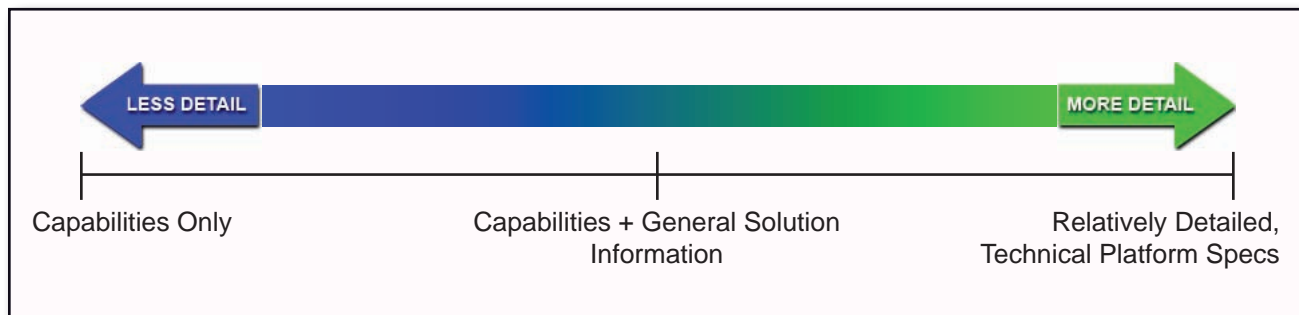 LESS DETAIL
MORE DETAIL
Capabilities Only
Capabilities + General Solution
Information
Relatively Detailed,
Technical Platform Specs